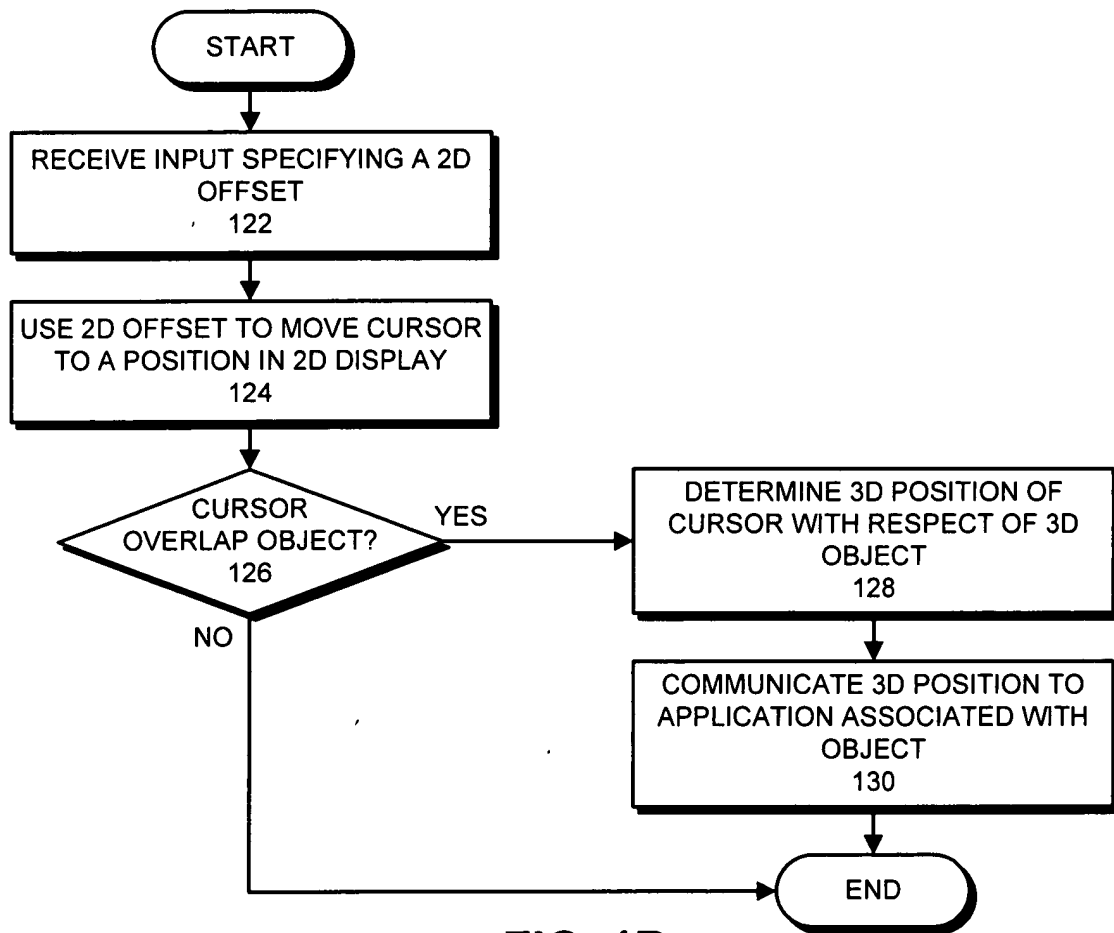 START
RECEIVE INPUT SPECIFYING A 2D
OFFSET
122
USE 2D OFFSET TO MOVE CURSOR
TO A POSITION IN 2D DISPLAY
124
CURSOR
OVERLAP OBJECT?
126
YES
NO
DETERMINE 3D POSITION OF
CURSOR WITH RESPECT OF 3D
OBJECT
128
COMMUNICATE 3D POSITION TO
APPLICATION ASSOCIATED WITH
OBJECT
130
END